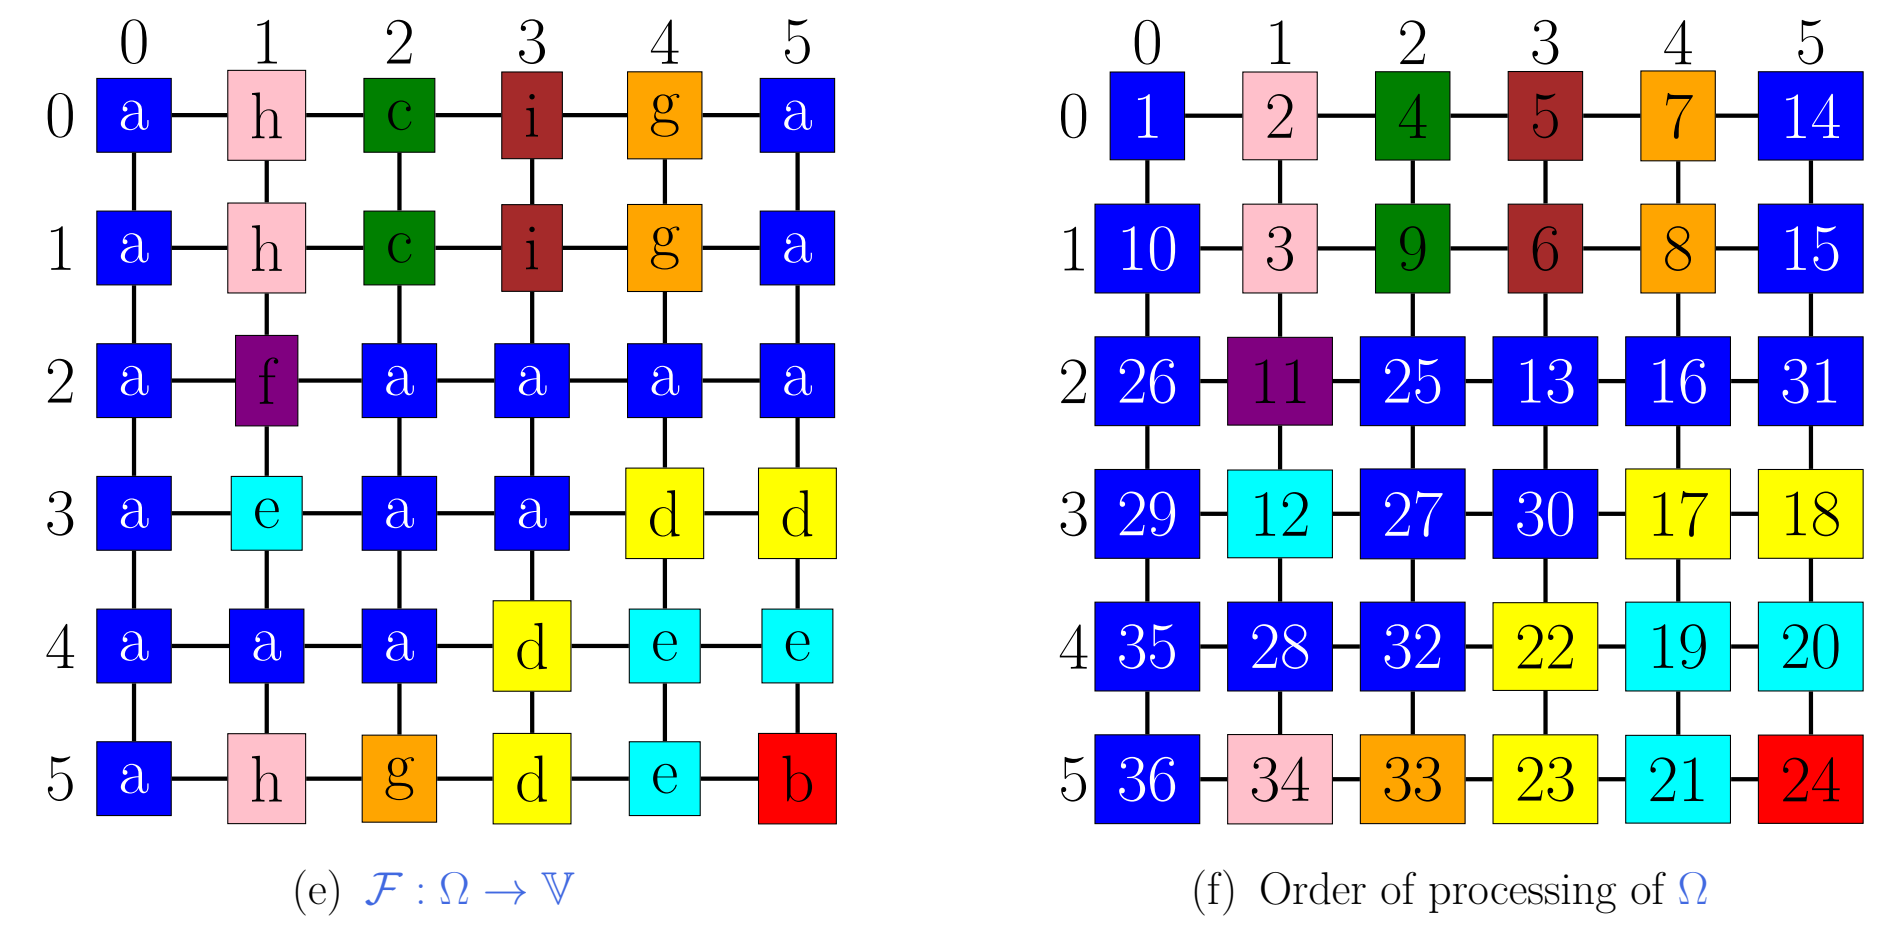 0 1 2 3 4 5
0 a h c i g a
1 a h c i g a
2 a f a a a a
3 a e a a d d
4 a a a d e e
5 a h g d e b
(e) ℱ : Ω → 𝕍
0 1 2 3 4 5
0 1 2 4 5 7 14
1 10 3 9 6 8 15
2 26 11 25 13 16 31
3 29 12 27 30 17 18
4 35 28 32 22 19 20
5 36 34 33 23 21 24
(f) Order of processing of Ω